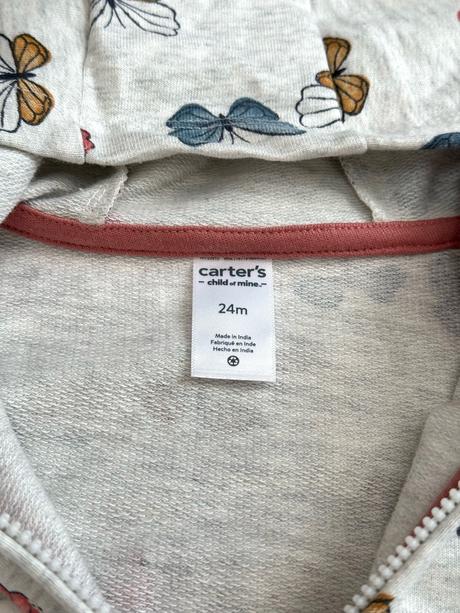 carter's
child of mine.
24m
Made in India
Fabriqué en Inde
Hecho en India